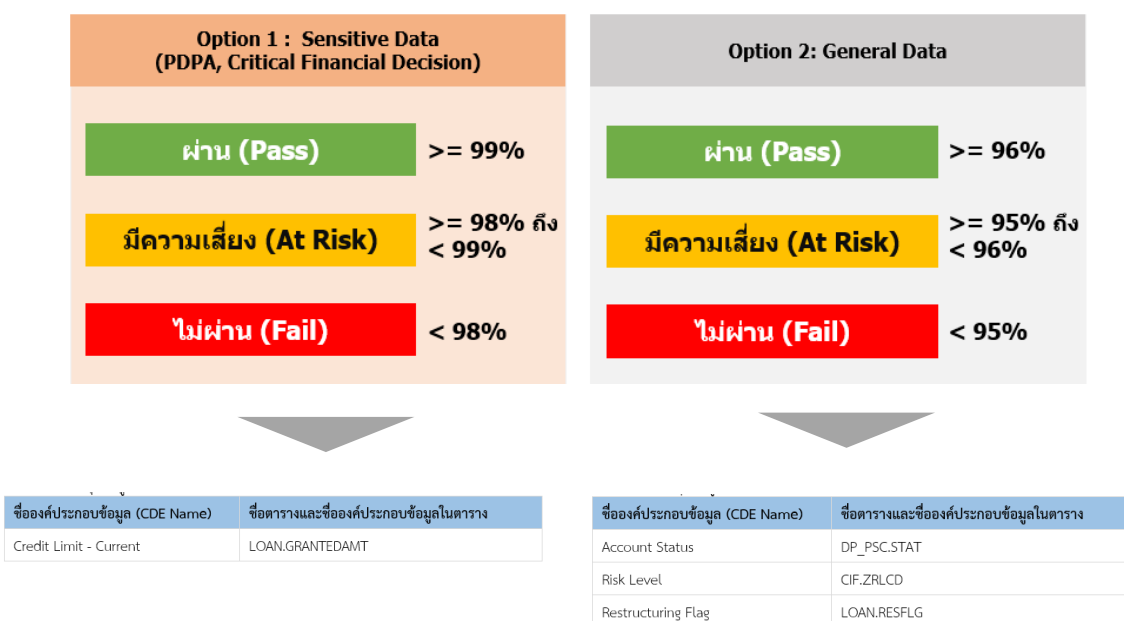 Option 1 :  Sensitive Data
(PDPA, Critical Financial Decision)
ผ่าน (Pass)
>= 99%
มีความเสี่ยง (At Risk)
>= 98% ถึง
< 99%
ไม่ผ่าน (Fail)
< 98%
Option 2: General Data
ผ่าน (Pass)
>= 96%
มีความเสี่ยง (At Risk)
>= 95% ถึง
< 96%
ไม่ผ่าน (Fail)
< 95%
ชื่อองค์ประกอบข้อมูล (CDE Name)
ชื่อตารางและชื่อองค์ประกอบข้อมูลในตาราง
Credit Limit - Current
LOAN.GRANTEDAMT
ชื่อองค์ประกอบข้อมูล (CDE Name)
ชื่อตารางและชื่อองค์ประกอบข้อมูลในตาราง
Account Status
DP_PSC.STAT
Risk Level
CIF.ZRLCD
Restructuring Flag
LOAN.RESFLG